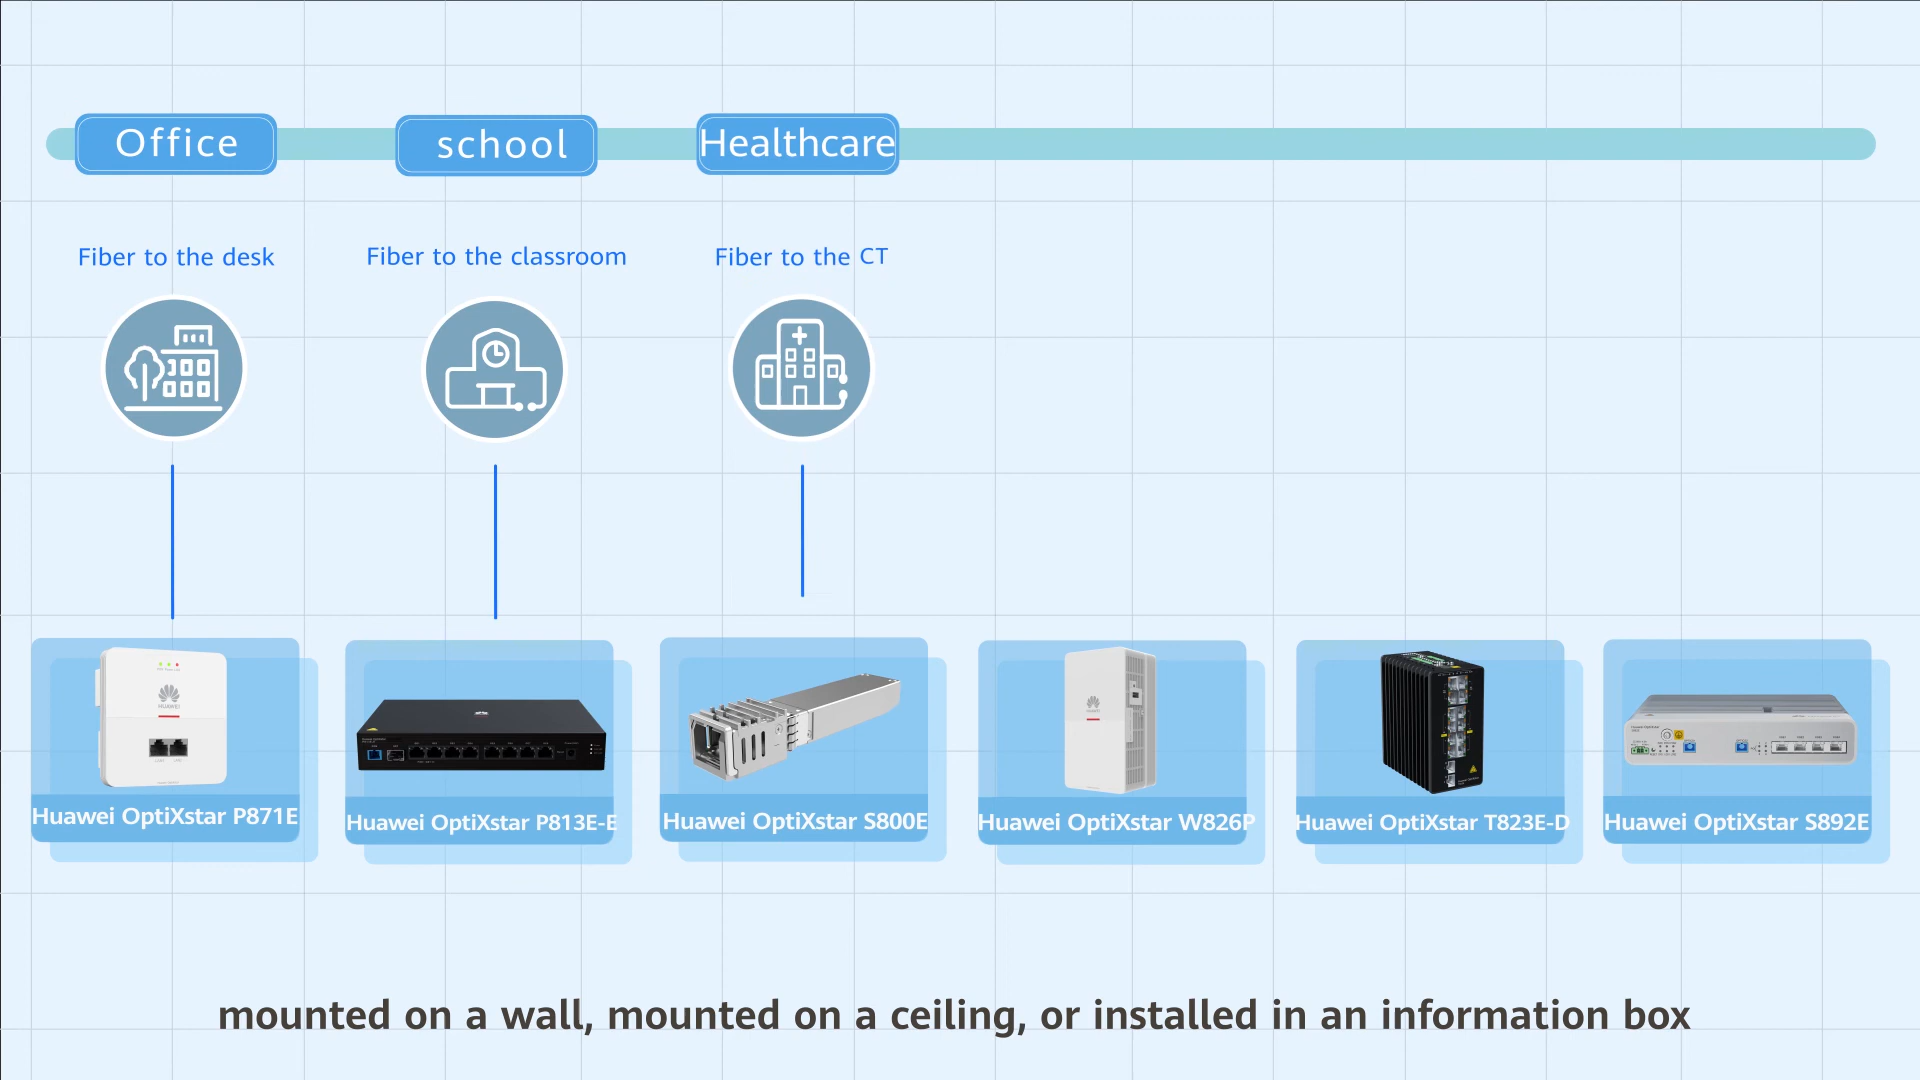 Office
school
Healthcare
Fiber to the desk
Fiber to the classroom
Fiber to the CT
HUAWEI
HUAWEI
Huawei OptiXstar P871E
Huawei OptiXstar P813E-E
Huawei OptiXstar S800E
Huawei OptiXstar W826P
Huawei OptiXstar T823E-D
Huawei OptiXstar S892E
mounted on a wall, mounted on a ceiling, or installed in an information box